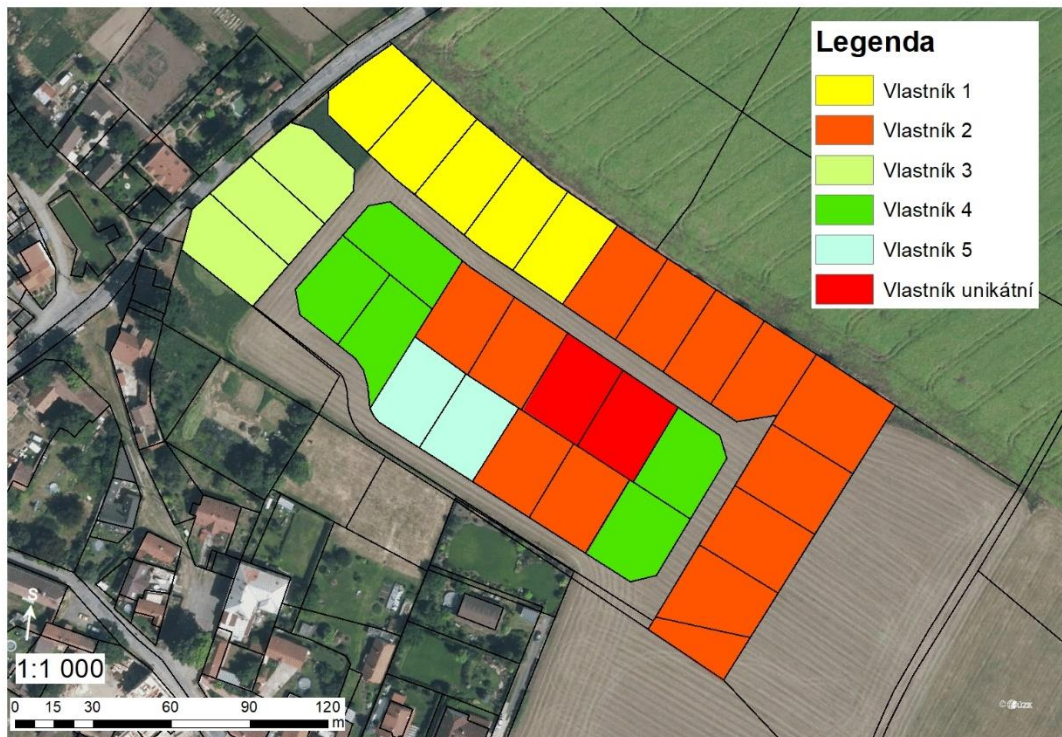 Legenda
Vlastník 1
Vlastník 2
Vlastník 3
Vlastník 4
Vlastník 5
Vlastník unikátní
S
1:1 000
0 15 30 60 90 120
m
© ČÚZK